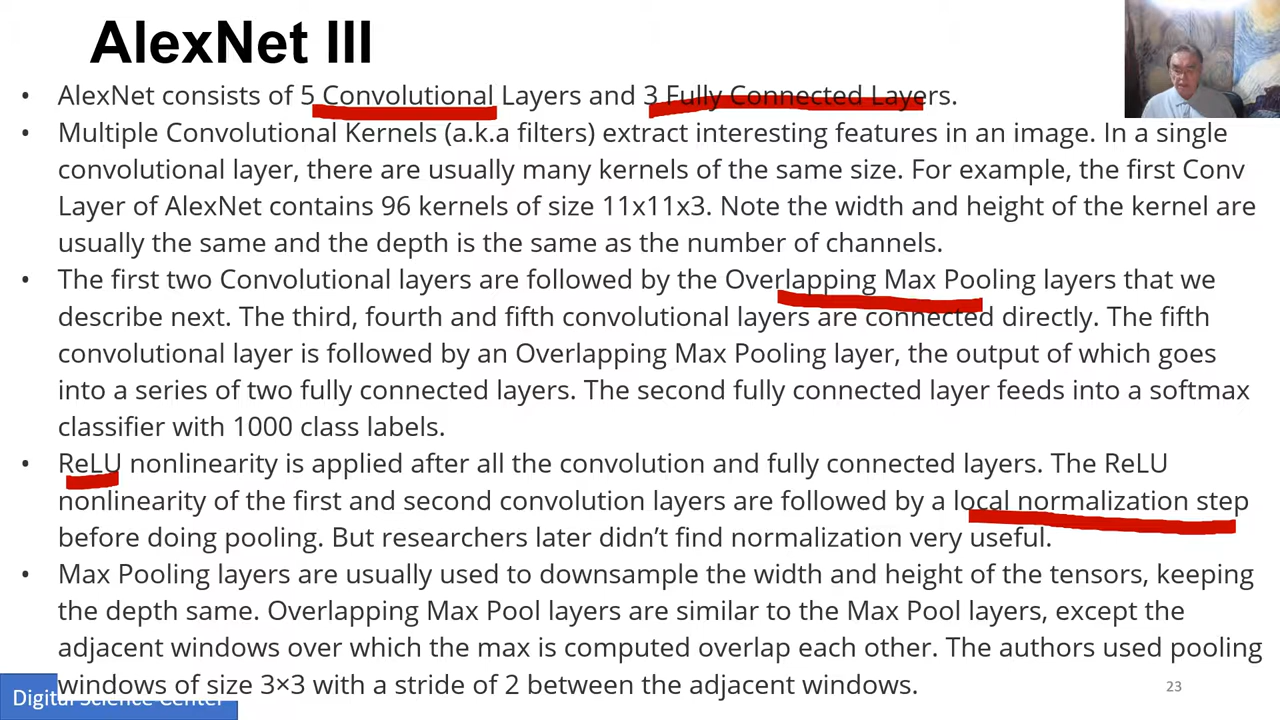 AlexNet III
• AlexNet consists of 5 Convolutional Layers and 3 Fully Connected Layers.
• Multiple Convolutional Kernels (a.k.a filters) extract interesting features in an image. In a single
convolutional layer, there are usually many kernels of the same size. For example, the first Conv
Layer of AlexNet contains 96 kernels of size 11x11x3. Note the width and height of the kernel are
usually the same and the depth is the same as the number of channels.
• The first two Convolutional layers are followed by the Overlapping Max Pooling layers that we
describe next. The third, fourth and fifth convolutional layers are connected directly. The fifth
convolutional layer is followed by an Overlapping Max Pooling layer, the output of which goes
into a series of two fully connected layers. The second fully connected layer feeds into a softmax
classifier with 1000 class labels.
• ReLU nonlinearity is applied after all the convolution and fully connected layers. The ReLU
nonlinearity of the first and second convolution layers are followed by a local normalization step
before doing pooling. But researchers later didn’t find normalization very useful.
• Max Pooling layers are usually used to downsample the width and height of the tensors, keeping
the depth same. Overlapping Max Pool layers are similar to the Max Pool layers, except the
adjacent windows over which the max is computed overlap each other. The authors used pooling
windows of size 3×3 with a stride of 2 between the adjacent windows.
Digital Science Center
23